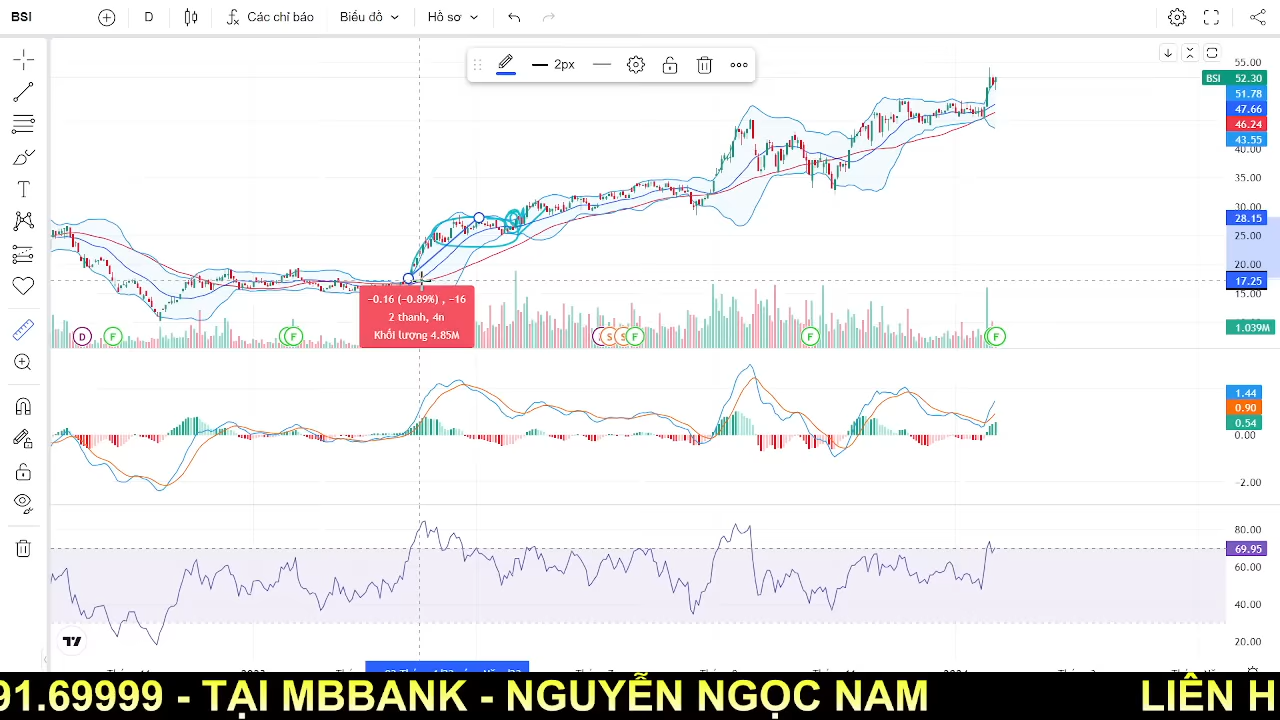 BSI
D
Các chỉ báo
Biểu đồ
Hồ sơ
2px
55.00
BSI 52.30
51.78
47.66
46.24
43.55
40.00
35.00
30.00
28.15
25.00
20.00
17.25
15.00
1.039M
−0.16 (−0.89%) , −16
2 thanh, 4n
Khối lượng 4.85M
D F F S S F F F
1.44
0.90
0.54
0.00
−2.00
80.00
69.95
60.00
40.00
20.00
91.69999 - TẠI MBBANK - NGUYỄN NGỌC NAM
LIÊN H